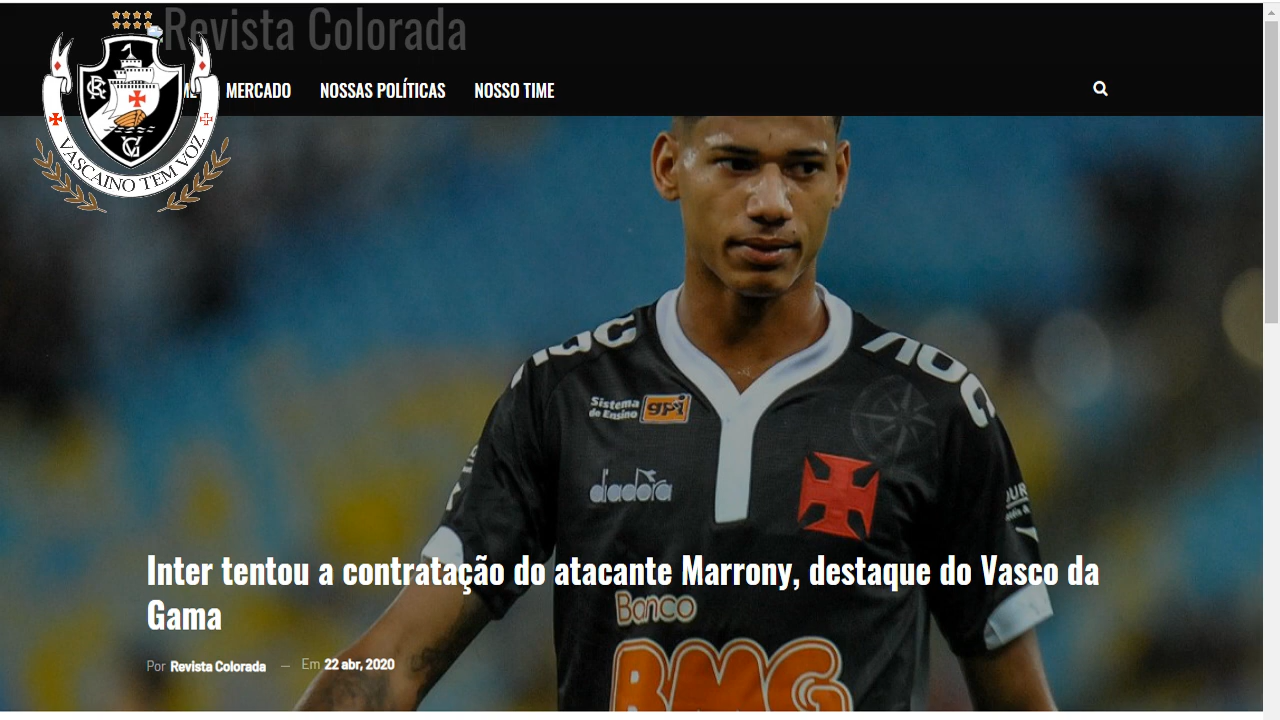 Revista Colorada
MERCADO NOSSAS POLÍTICAS NOSSO TIME
VASCAINO TEM VOZ
Sistema
de Ensino gpi
diadora
Inter tentou a contratação do atacante Marrony, destaque do Vasco da
Gama
Banco
BMG
Por Revista Colorada — Em 22 abr, 2020